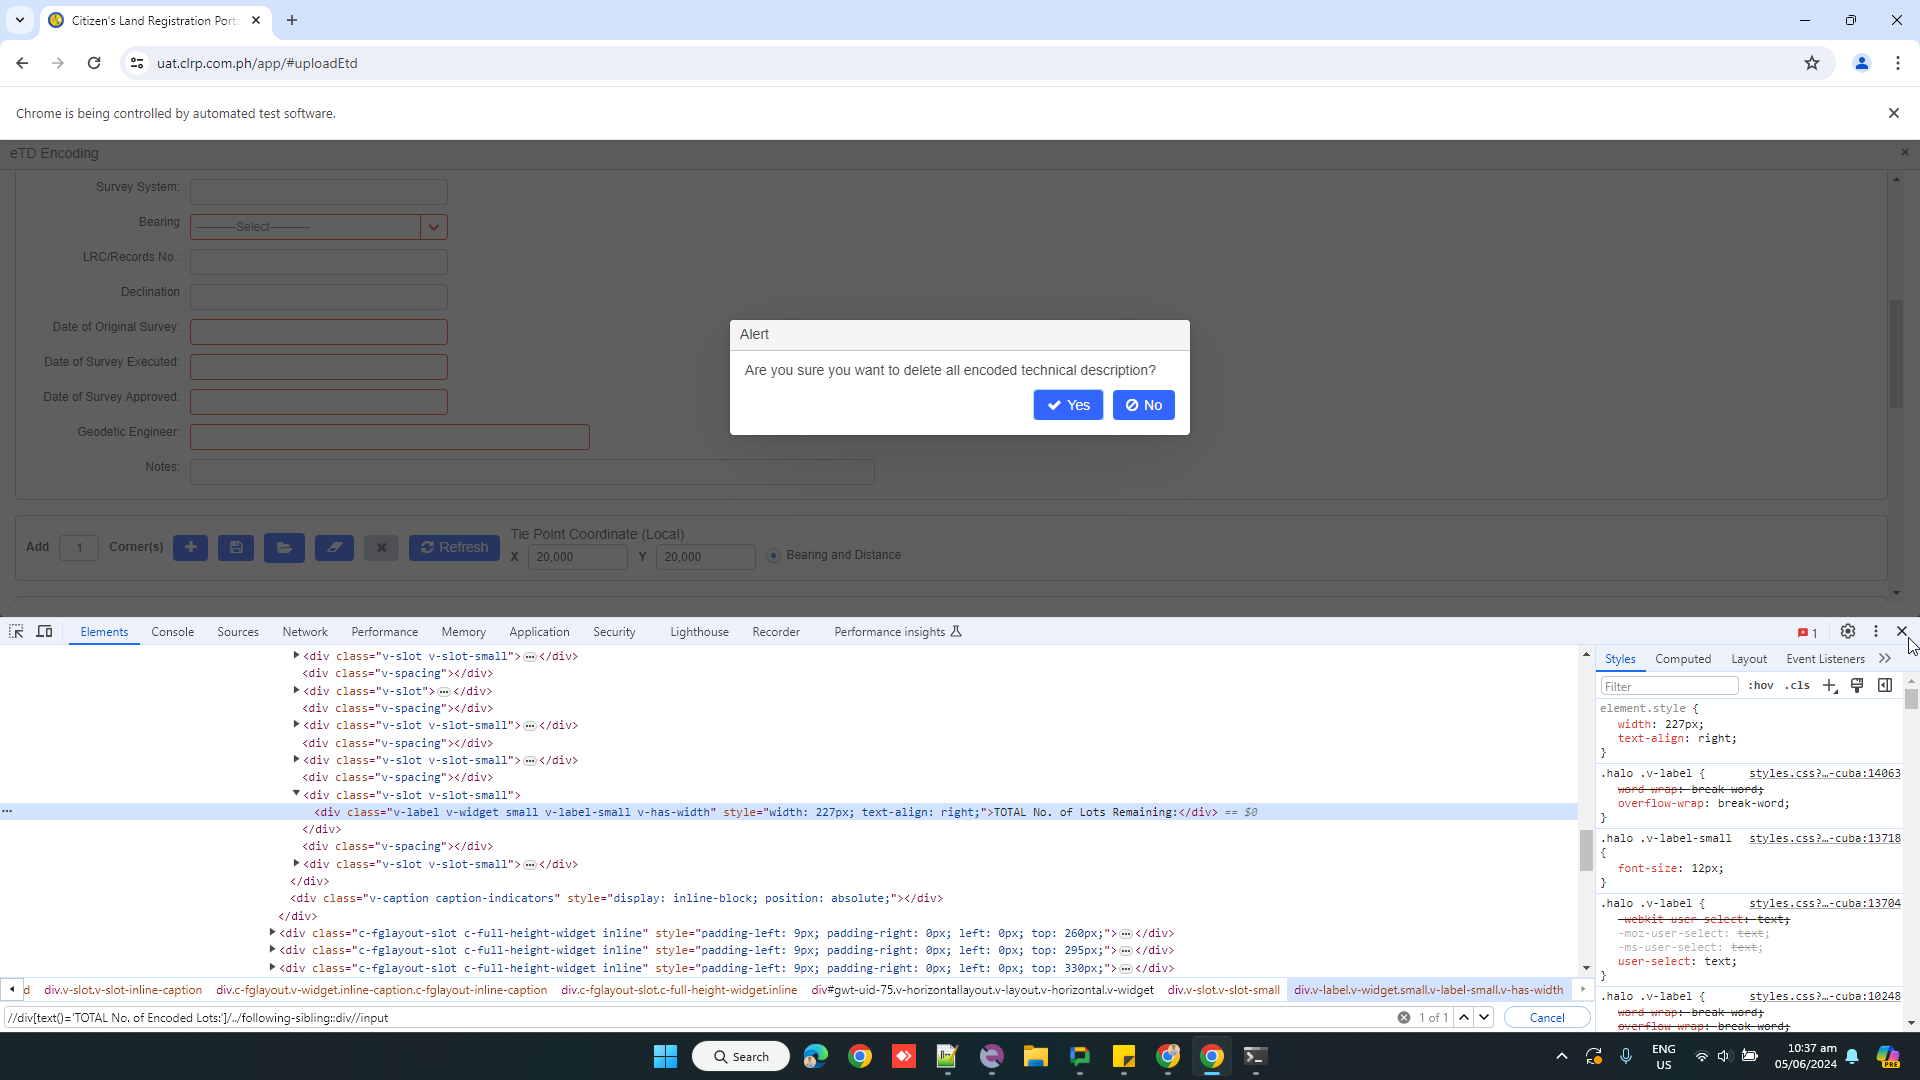 Citizen's Land Registration Port
uat.clrp.com.ph/app/#uploadEtd
Chrome is being controlled by automated test software.
eTD Encoding
Survey System:
Bearing
----------Select----------
LRC/Records No.:
Declination
Date of Original Survey:
Date of Survey Executed:
Date of Survey Approved:
Geodetic Engineer:
Notes:
Alert
Are you sure you want to delete all encoded technical description?
Yes No
Add 1 Corner(s) Refresh
Tie Point Coordinate (Local)
X 20,000 Y 20,000 Bearing and Distance
Elements Console Sources Network Performance Memory Application Security Lighthouse Recorder Performance insights 1
<div class="v-slot v-slot-small">…</div>
<div class="v-spacing"></div>
<div class="v-slot">…</div>
<div class="v-spacing"></div>
<div class="v-slot v-slot-small">…</div>
<div class="v-spacing"></div>
<div class="v-slot v-slot-small">…</div>
<div class="v-spacing"></div>
<div class="v-slot v-slot-small">
<div class="v-label v-widget small v-label-small v-has-width" style="width: 227px; text-align: right;">TOTAL No. of Lots Remaining:</div> == $0
</div>
<div class="v-spacing"></div>
<div class="v-slot v-slot-small">…</div>
</div>
<div class="v-caption caption-indicators" style="display: inline-block; position: absolute;"></div>
</div>
<div class="c-fglayout-slot c-full-height-widget inline" style="padding-left: 9px; padding-right: 0px; left: 0px; top: 260px;">…</div>
<div class="c-fglayout-slot c-full-height-widget inline" style="padding-left: 9px; padding-right: 0px; left: 0px; top: 295px;">…</div>
<div class="c-fglayout-slot c-full-height-widget inline" style="padding-left: 9px; padding-right: 0px; left: 0px; top: 330px;">…</div>
d div.v-slot.v-slot-inline-caption div.c-fglayout.v-widget.inline-caption.c-fglayout-inline-caption div.c-fglayout-slot.c-full-height-widget.inline div#gwt-uid-75.v-horizontallayout.v-layout.v-horizontal.v-widget div.v-slot.v-slot-small div.v-label.v-widget.small.v-label-small.v-has-width
//div[text()='TOTAL No. of Encoded Lots:']/../following-sibling::div//input 1 of 1 Cancel
Styles Computed Layout Event Listeners
Filter :hov .cls
element.style {
width: 227px;
text-align: right;
}
.halo .v-label { styles.css?…-cuba:14063
word-wrap: break-word;
overflow-wrap: break-word;
}
.halo .v-label-small styles.css?…-cuba:13718
{
font-size: 12px;
}
.halo .v-label { styles.css?…-cuba:13704
-webkit-user-select: text;
-moz-user-select: text;
-ms-user-select: text;
user-select: text;
}
.halo .v-label { styles.css?…-cuba:10248
word-wrap: break-word;
overflow-wrap: break-word;
Search
ENG
US
10:37 am
05/06/2024
PRE